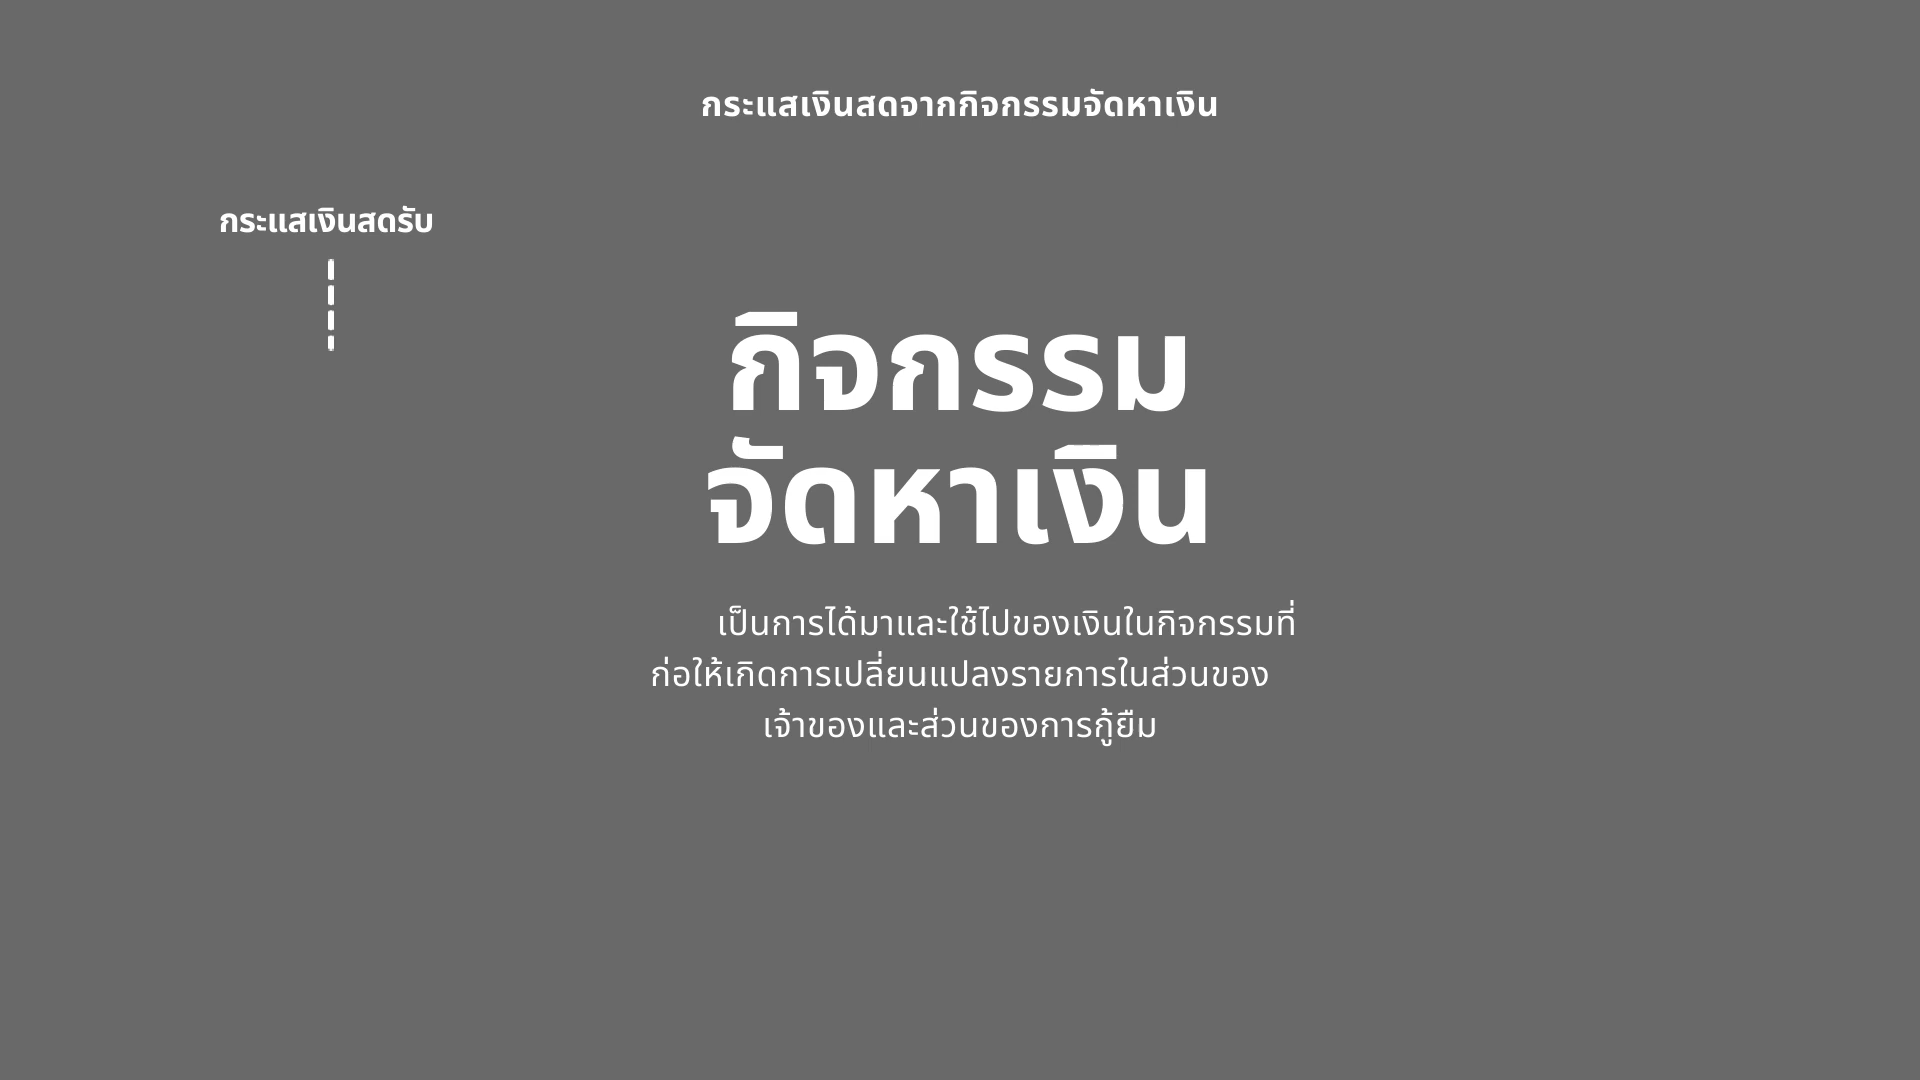 กระแสเงินสดจากกิจกรรมจัดหาเงิน
กระแสเงินสดรับ
กิจกรรม
จัดหาเงิน
เป็นการได้มาและใช้ไปของเงินในกิจกรรมที่
ก่อให้เกิดการเปลี่ยนแปลงรายการในส่วนของ
เจ้าของและส่วนของการกู้ยืม